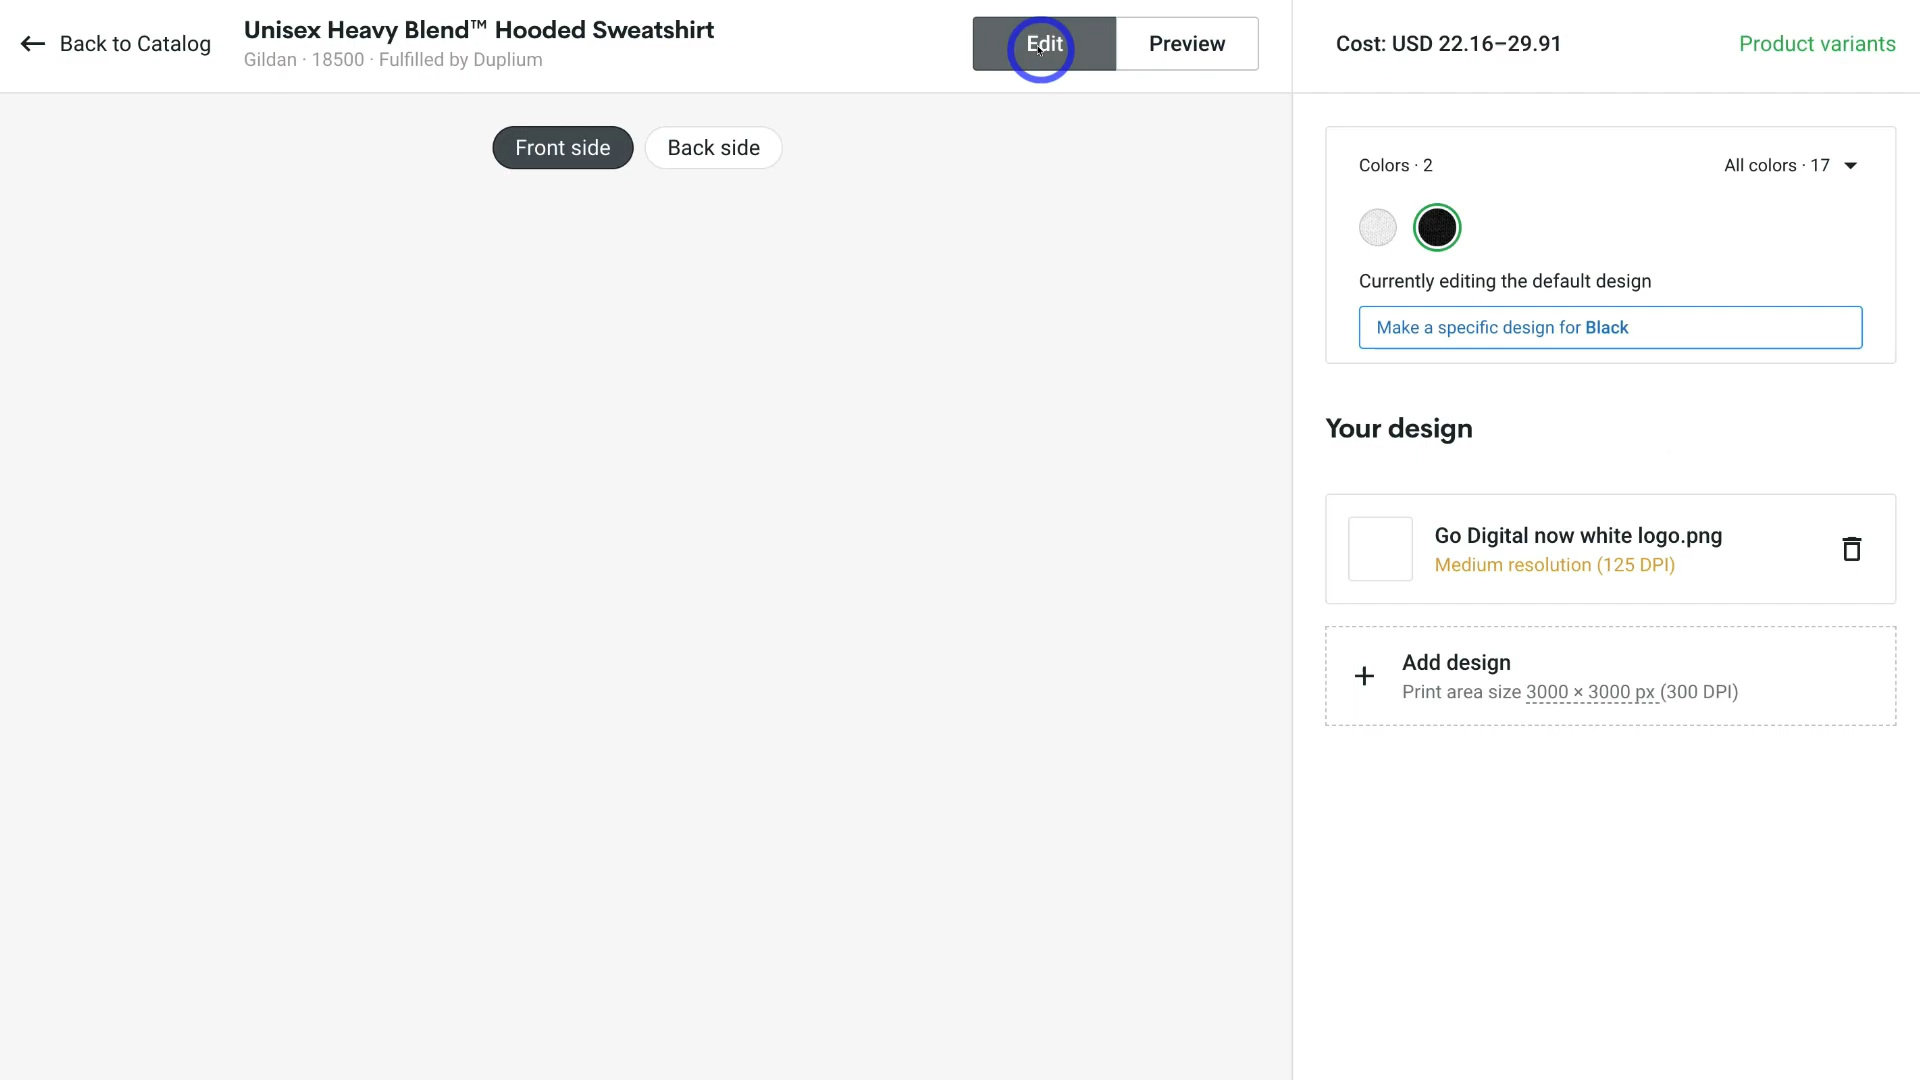 Back to Catalog
Unisex Heavy Blend™ Hooded Sweatshirt
Gildan · 18500 · Fulfilled by Duplium
Edit
Preview
Cost: USD 22.16–29.91
Product variants
Front side
Back side
Colors · 2
All colors · 17
Currently editing the default design
Make a specific design for Black
Your design
Go Digital now white logo.png
Medium resolution (125 DPI)
Add design
Print area size 3000 × 3000 px (300 DPI)